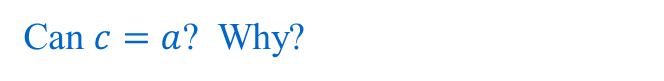 Can c = a? Why?